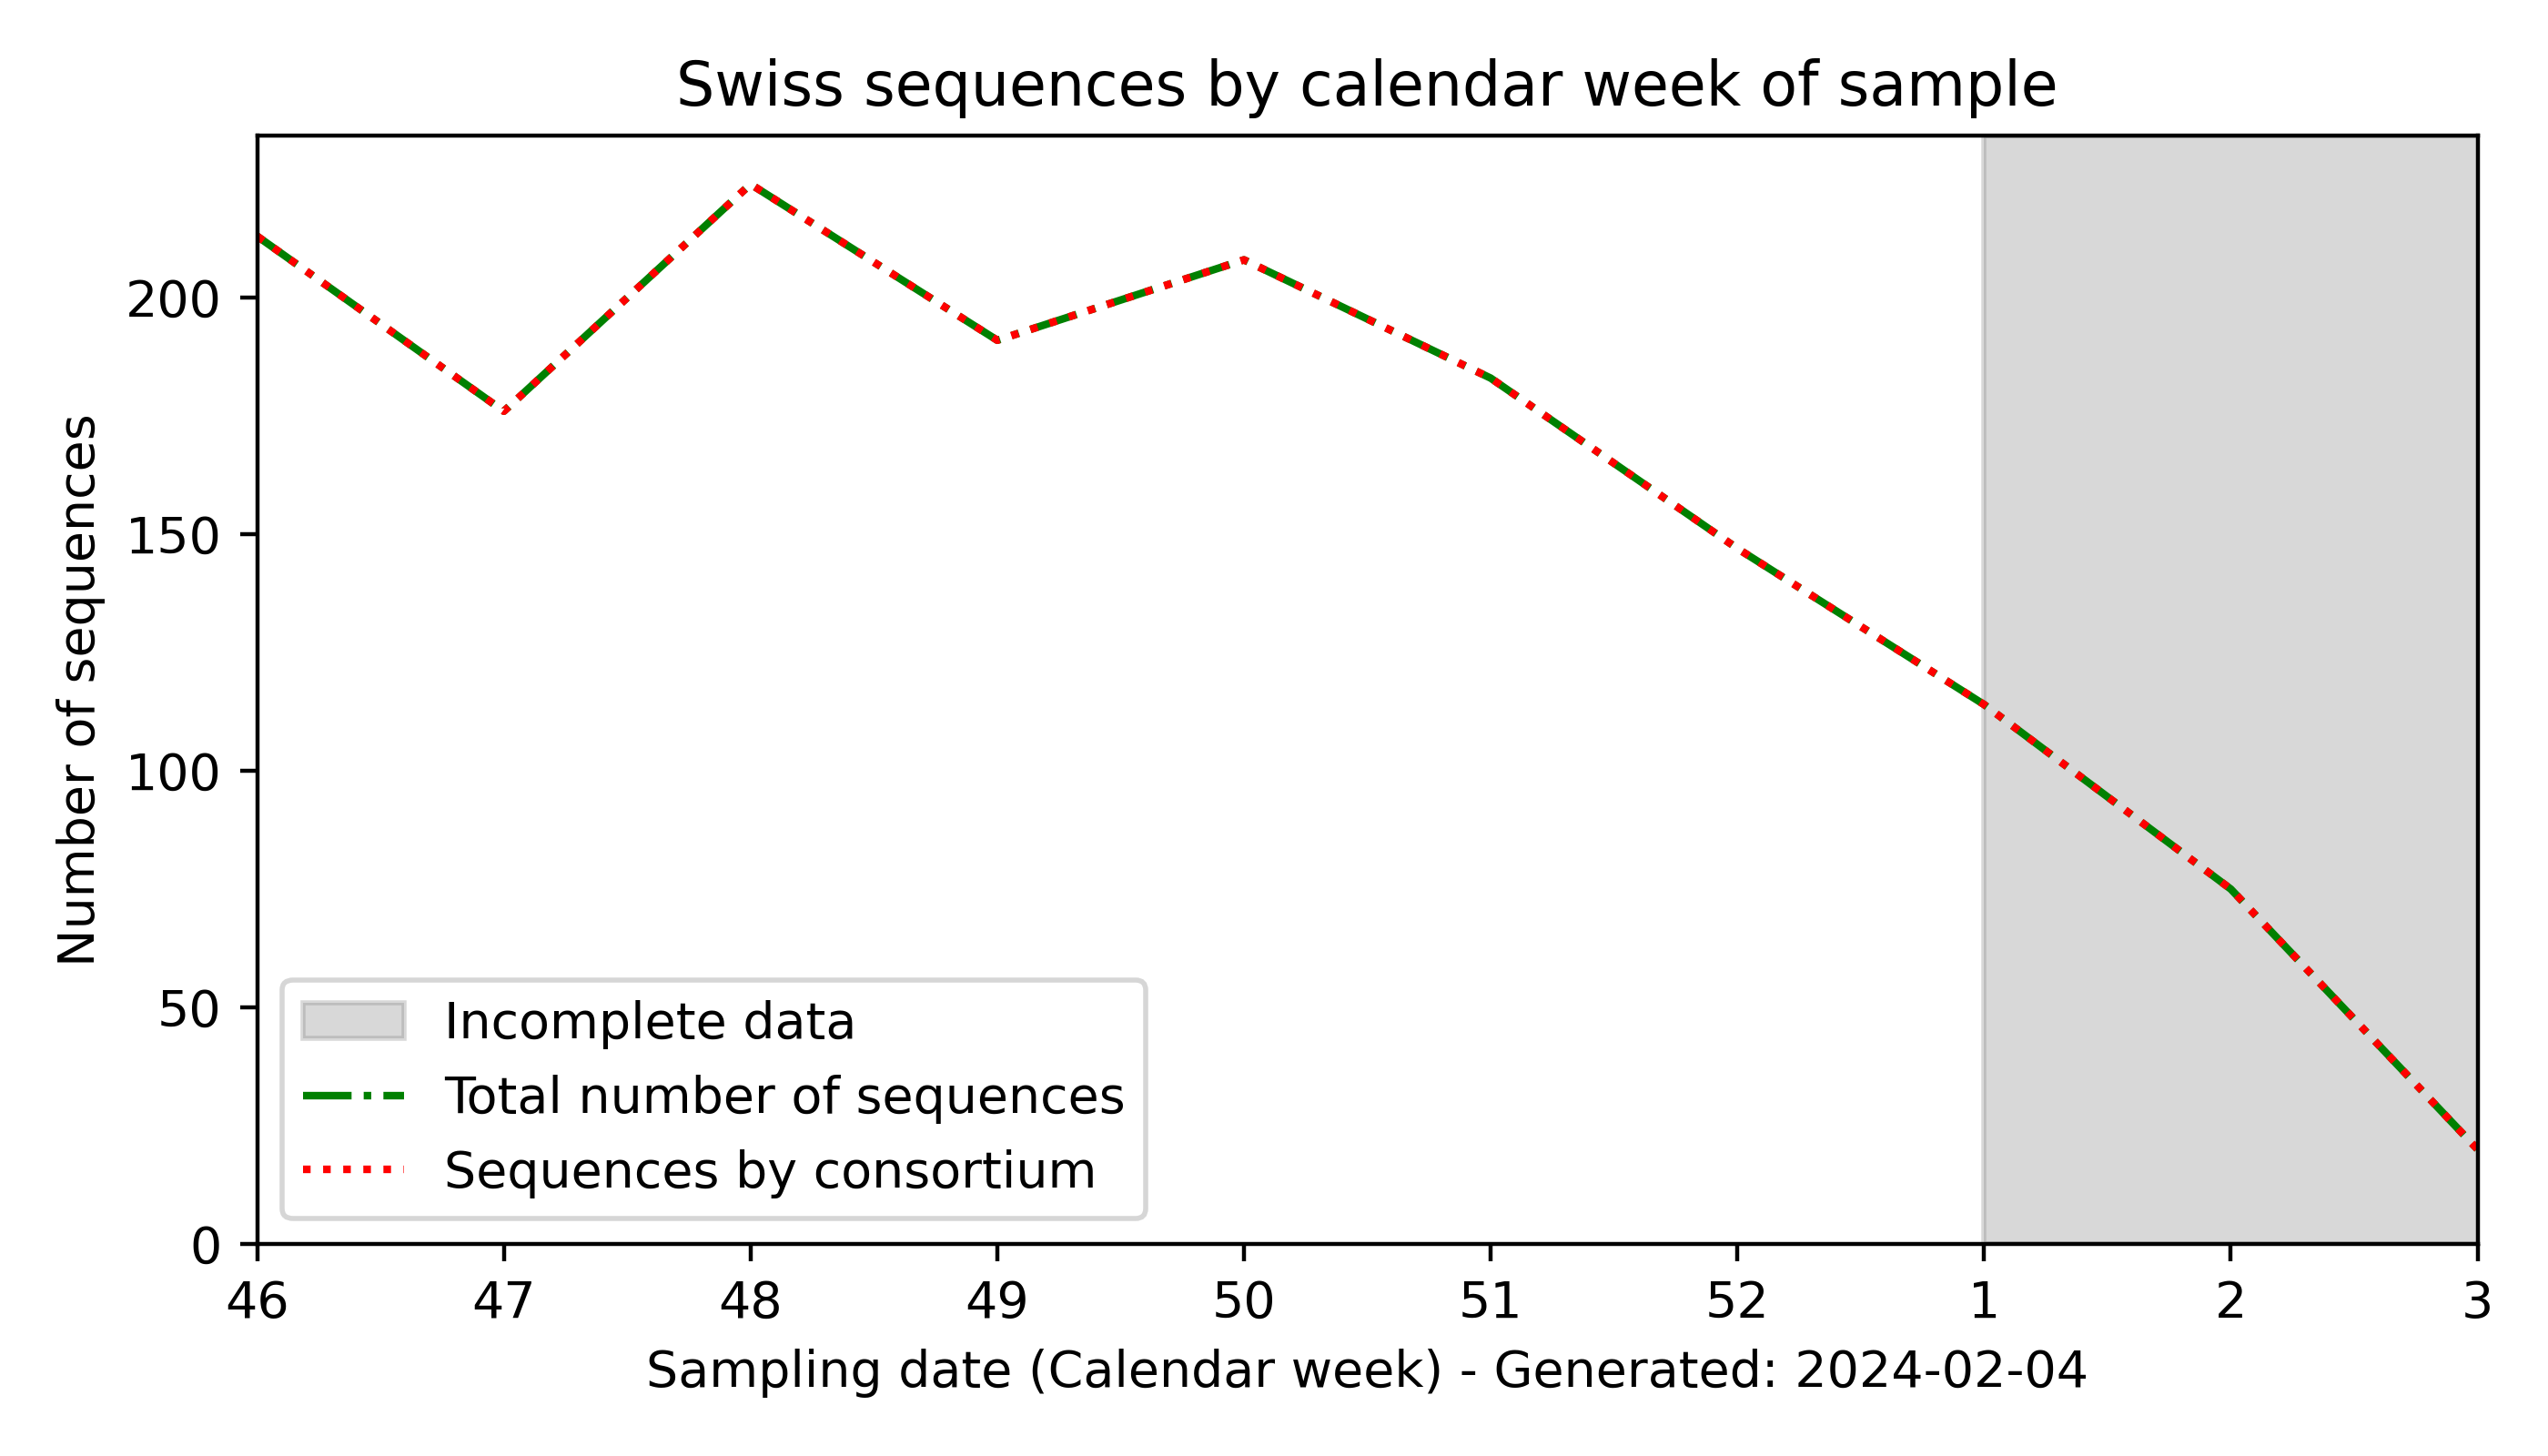 Swiss sequences by calendar week of sample
Number of sequences
200
150
100
50
0
Incomplete data
Total number of sequences
Sequences by consortium
46 47 48 49 50 51 52 1 2 3
Sampling date (Calendar week) - Generated: 2024-02-04